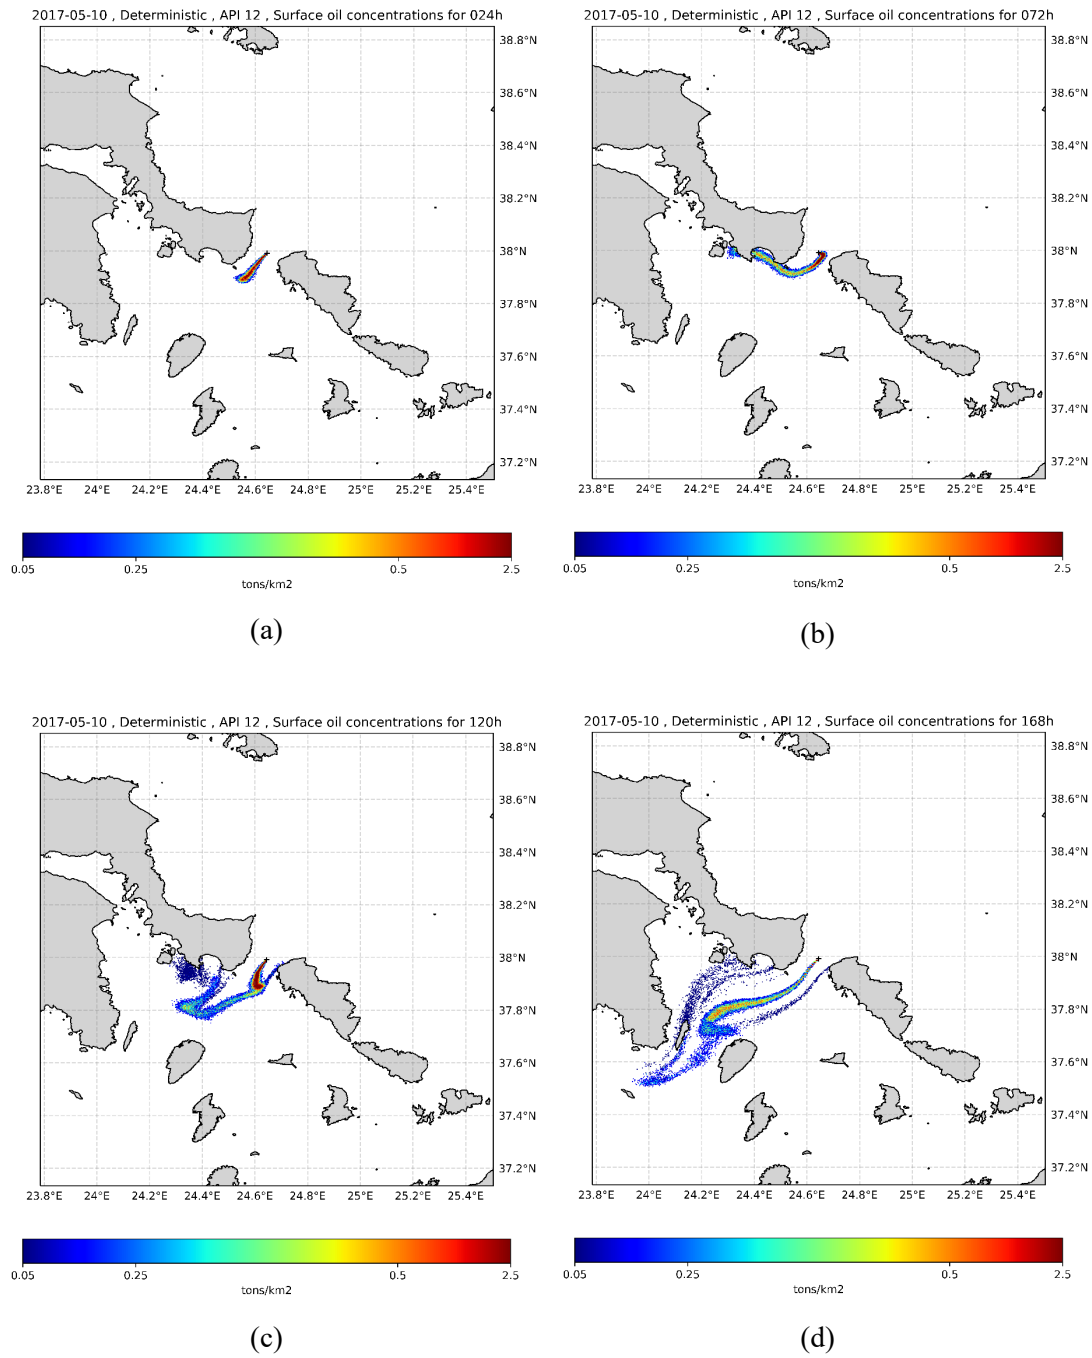 2017-05-10 , Deterministic , API 12 , Surface oil concentrations for 024h
38.8°N
38.6°N
38.4°N
38.2°N
38°N
37.8°N
37.6°N
37.4°N
37.2°N
23.8°E 24°E 24.2°E 24.4°E 24.6°E 24.8°E 25°E 25.2°E 25.4°E
0.05 0.25 0.5 2.5
tons/km2
(a)
2017-05-10 , Deterministic , API 12 , Surface oil concentrations for 072h
38.8°N
38.6°N
38.4°N
38.2°N
38°N
37.8°N
37.6°N
37.4°N
37.2°N
23.8°E 24°E 24.2°E 24.4°E 24.6°E 24.8°E 25°E 25.2°E 25.4°E
0.05 0.25 0.5 2.5
tons/km2
(b)
2017-05-10 , Deterministic , API 12 , Surface oil concentrations for 120h
38.8°N
38.6°N
38.4°N
38.2°N
38°N
37.8°N
37.6°N
37.4°N
37.2°N
23.8°E 24°E 24.2°E 24.4°E 24.6°E 24.8°E 25°E 25.2°E 25.4°E
0.05 0.25 0.5 2.5
tons/km2
(c)
2017-05-10 , Deterministic , API 12 , Surface oil concentrations for 168h
38.8°N
38.6°N
38.4°N
38.2°N
38°N
37.8°N
37.6°N
37.4°N
37.2°N
23.8°E 24°E 24.2°E 24.4°E 24.6°E 24.8°E 25°E 25.2°E 25.4°E
0.05 0.25 0.5 2.5
tons/km2
(d)